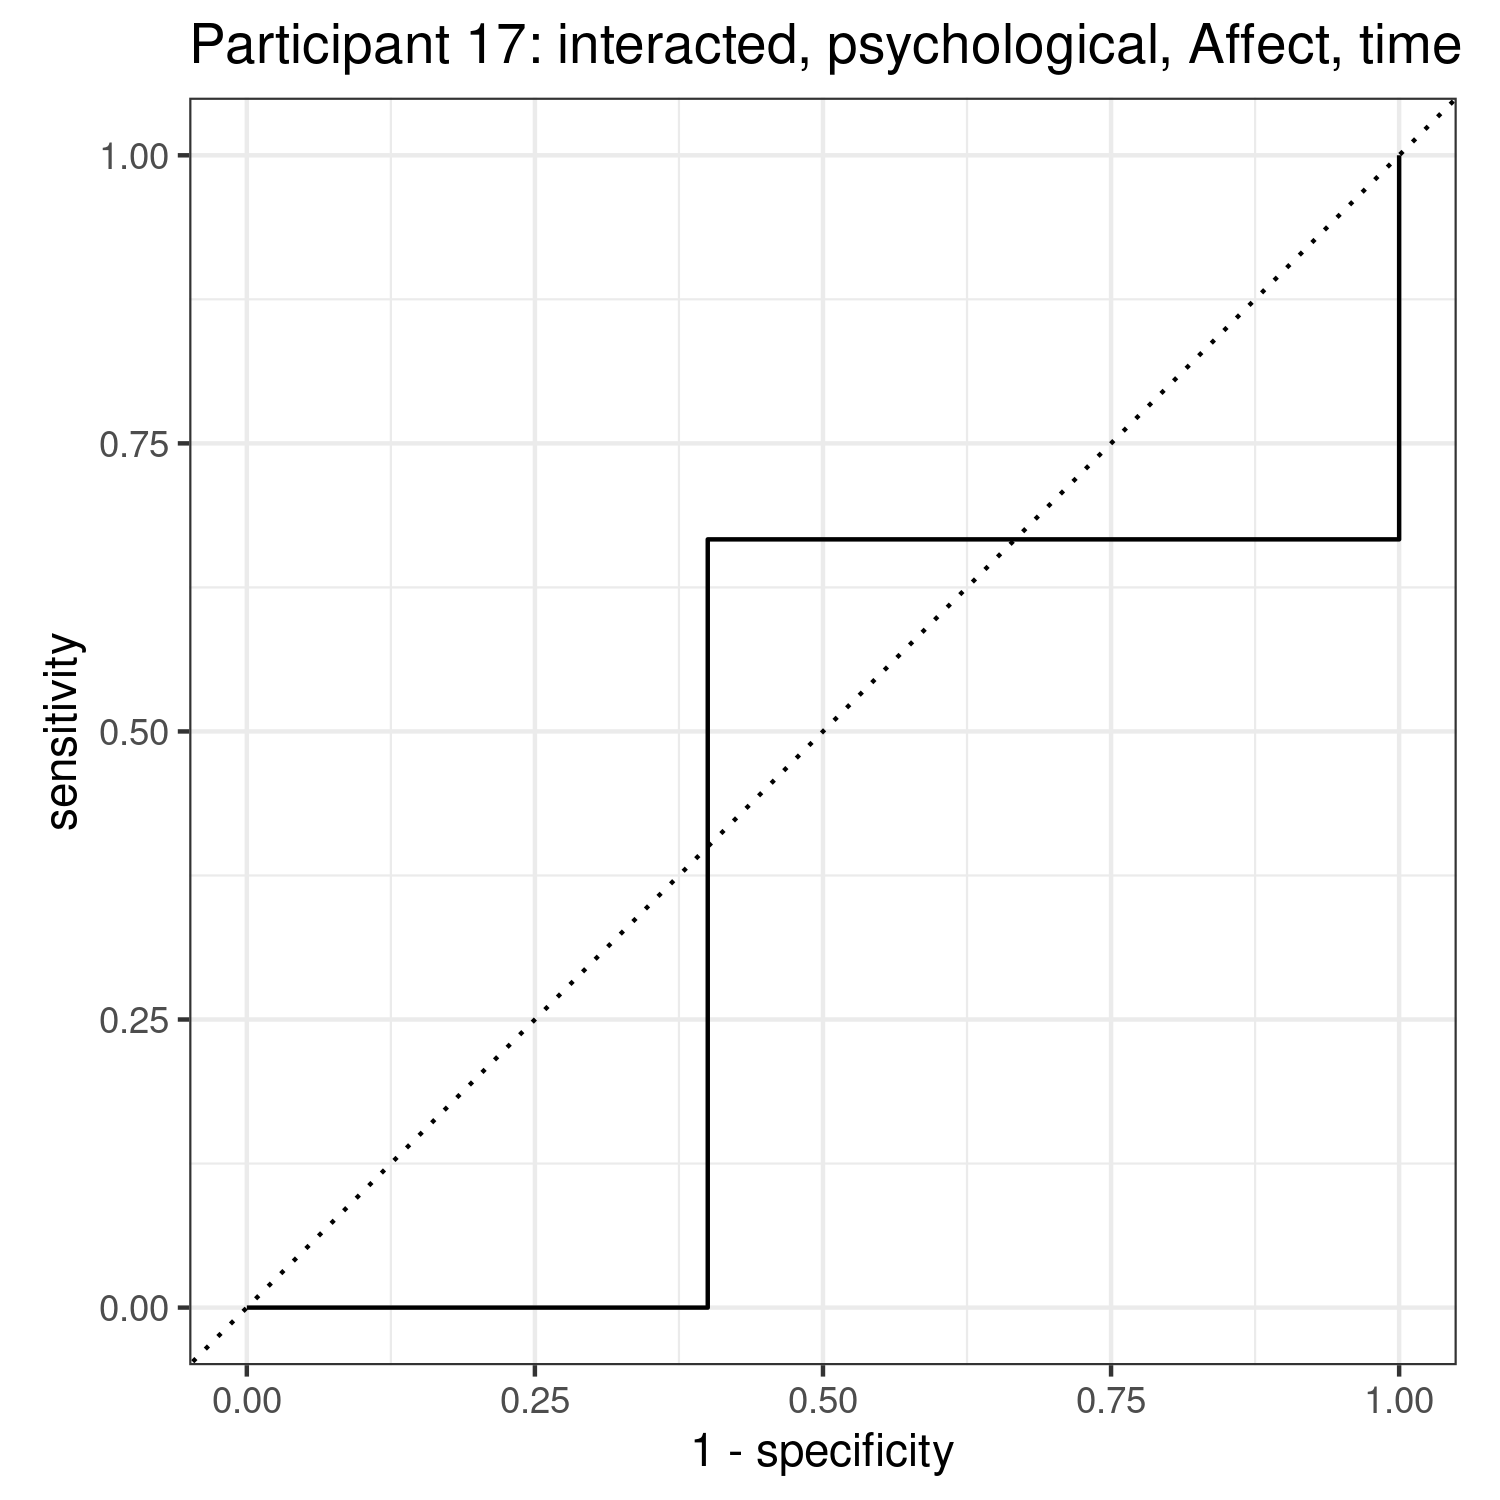 Participant 17: interacted, psychological, Affect, time
1.00
0.75
0.50
0.25
0.00
sensitivity
0.00 0.25 0.50 0.75 1.00
1 - specificity